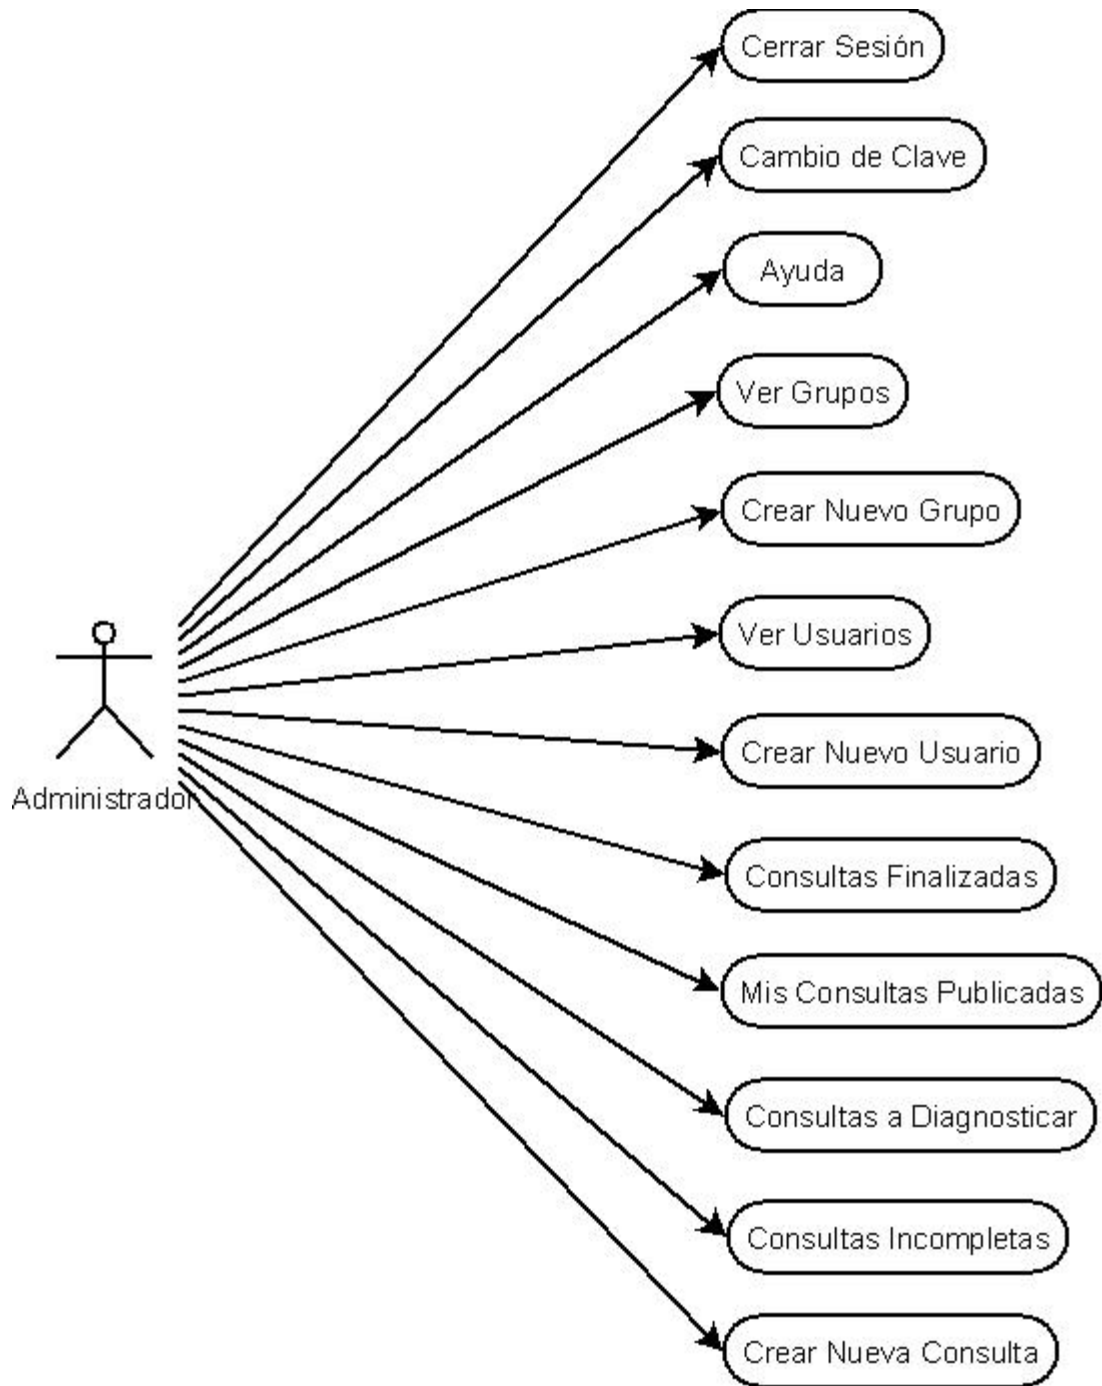 Cerrar Sesión
Cambio de Clave
Ayuda
Ver Grupos
Crear Nuevo Grupo
Ver Usuarios
Crear Nuevo Usuario
Administrador
Consultas Finalizadas
Mis Consultas Publicadas
Consultas a Diagnosticar
Consultas Incompletas
Crear Nueva Consulta